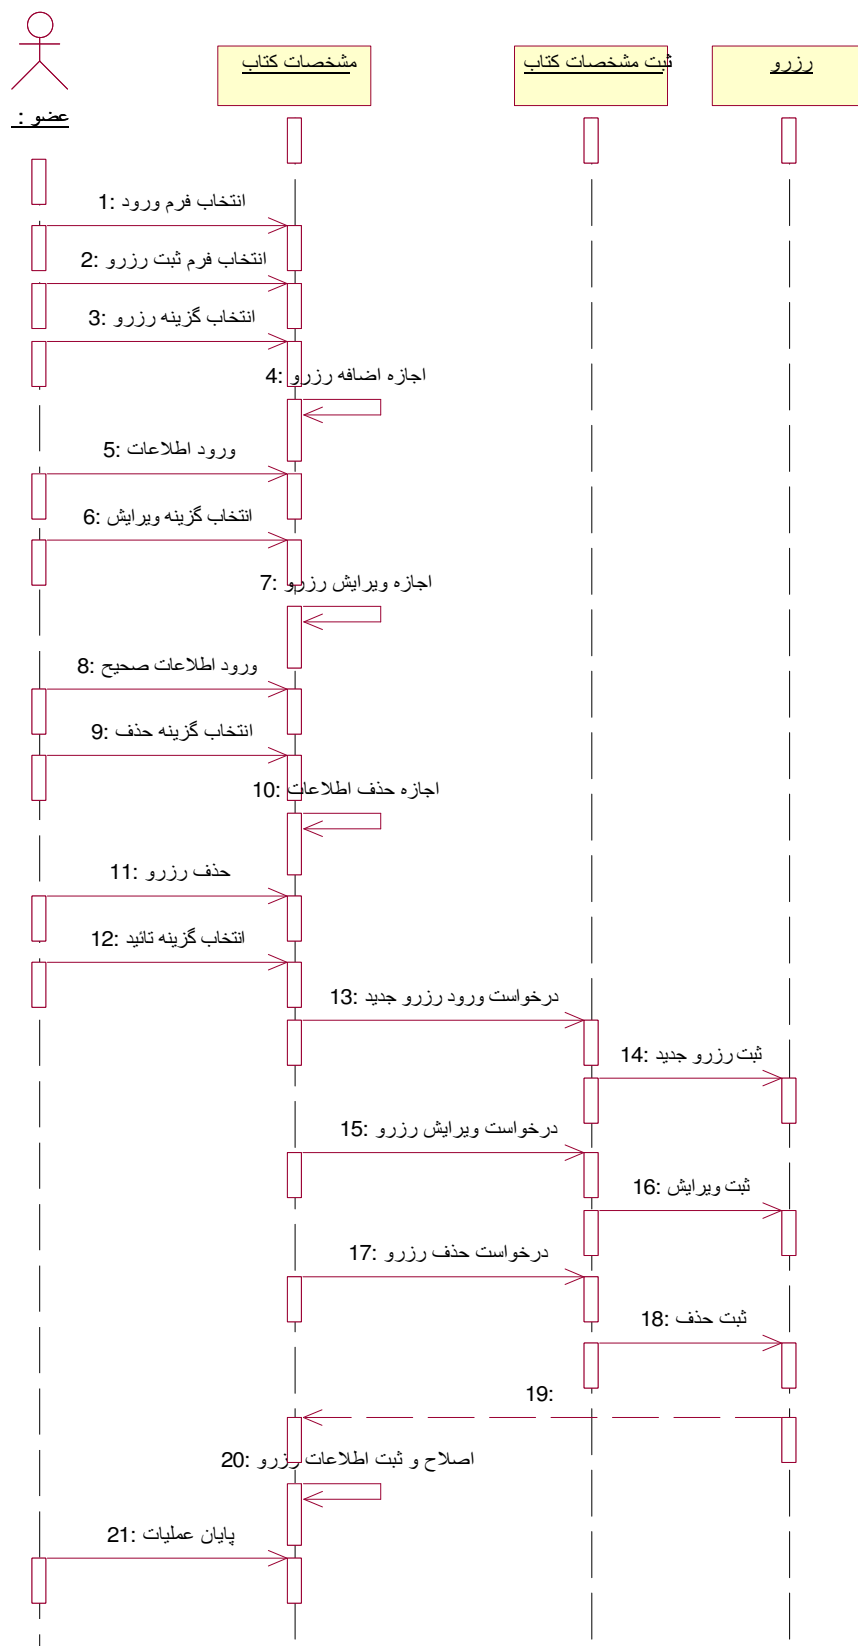 مشخصات کتاب
ثبت مشخصات کتاب
رزرو
عضو :
1: انتخاب فرم ورود
2: انتخاب فرم ثبت رزرو
3: انتخاب گزینه رزرو
4: اجازه اضافه رزرو
5: ورود اطلاعات
6: انتخاب گزینه ویرایش
7: اجازه ویرایش رزرو
8: ورود اطلاعات صحیح
9: انتخاب گزینه حذف
10: اجازه حذف اطلاعات
11: حذف رزرو
12: انتخاب گزینه تائید
13: درخواست ورود رزرو جدید
14: ثبت رزرو جدید
15: درخواست ویرایش رزرو
16: ثبت ویرایش
17: درخواست حذف رزرو
18: ثبت حذف
19:
20: اصلاح و ثبت اطلاعات رزرو
21: پایان عملیات